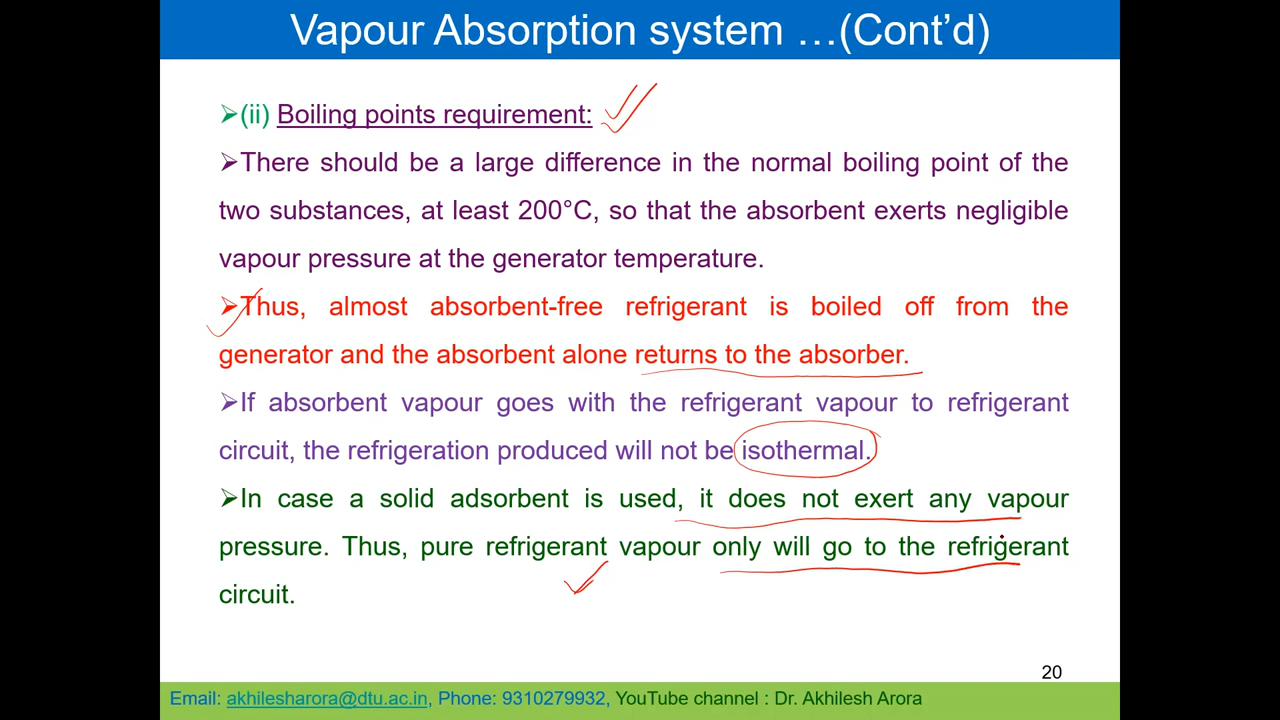 Vapour Absorption system …(Cont’d)
➢(ii) Boiling points requirement:
➢There should be a large difference in the normal boiling point of the
two substances, at least 200°C, so that the absorbent exerts negligible
vapour pressure at the generator temperature.
➢Thus, almost absorbent-free refrigerant is boiled off from the
generator and the absorbent alone returns to the absorber.
➢If absorbent vapour goes with the refrigerant vapour to refrigerant
circuit, the refrigeration produced will not be isothermal.
➢In case a solid adsorbent is used, it does not exert any vapour
pressure. Thus, pure refrigerant vapour only will go to the refrigerant
circuit.
20
Email: akhilesharora@dtu.ac.in, Phone: 9310279932, YouTube channel : Dr. Akhilesh Arora